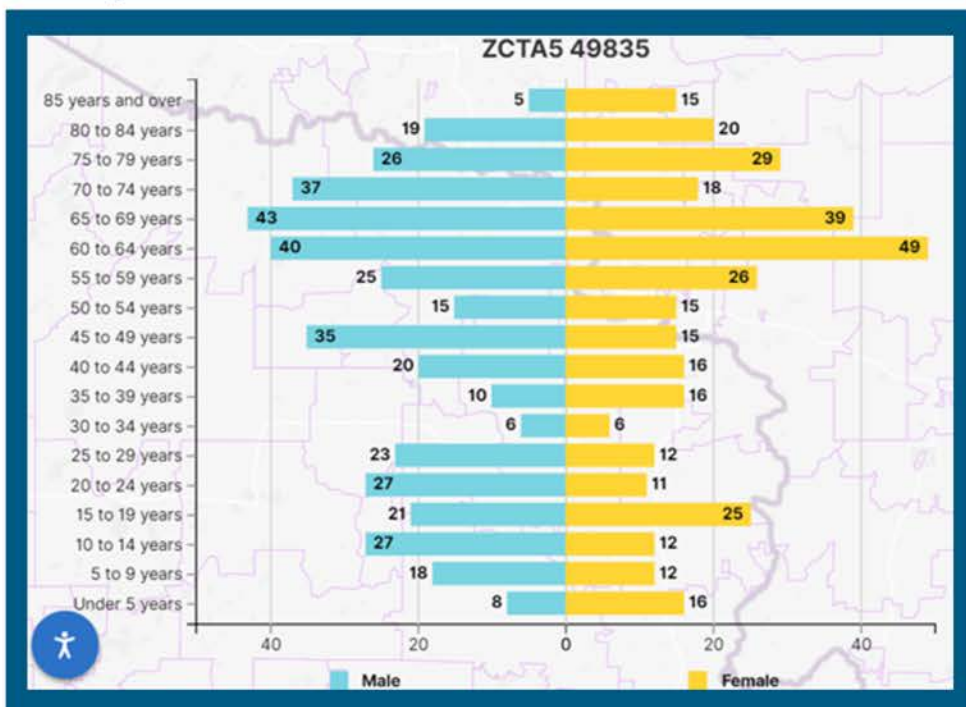 ZCTA5 49835
85 years and over 5 15
80 to 84 years 19 20
75 to 79 years 26 29
70 to 74 years 37 18
65 to 69 years 43 39
60 to 64 years 40 49
55 to 59 years 25 26
50 to 54 years 15 15
45 to 49 years 35 15
40 to 44 years 20 16
35 to 39 years 10 16
30 to 34 years 6 6
25 to 29 years 23 12
20 to 24 years 27 11
15 to 19 years 21 25
10 to 14 years 27 12
5 to 9 years 18 12
Under 5 years 8 16
40 20 0 20 40
Male Female